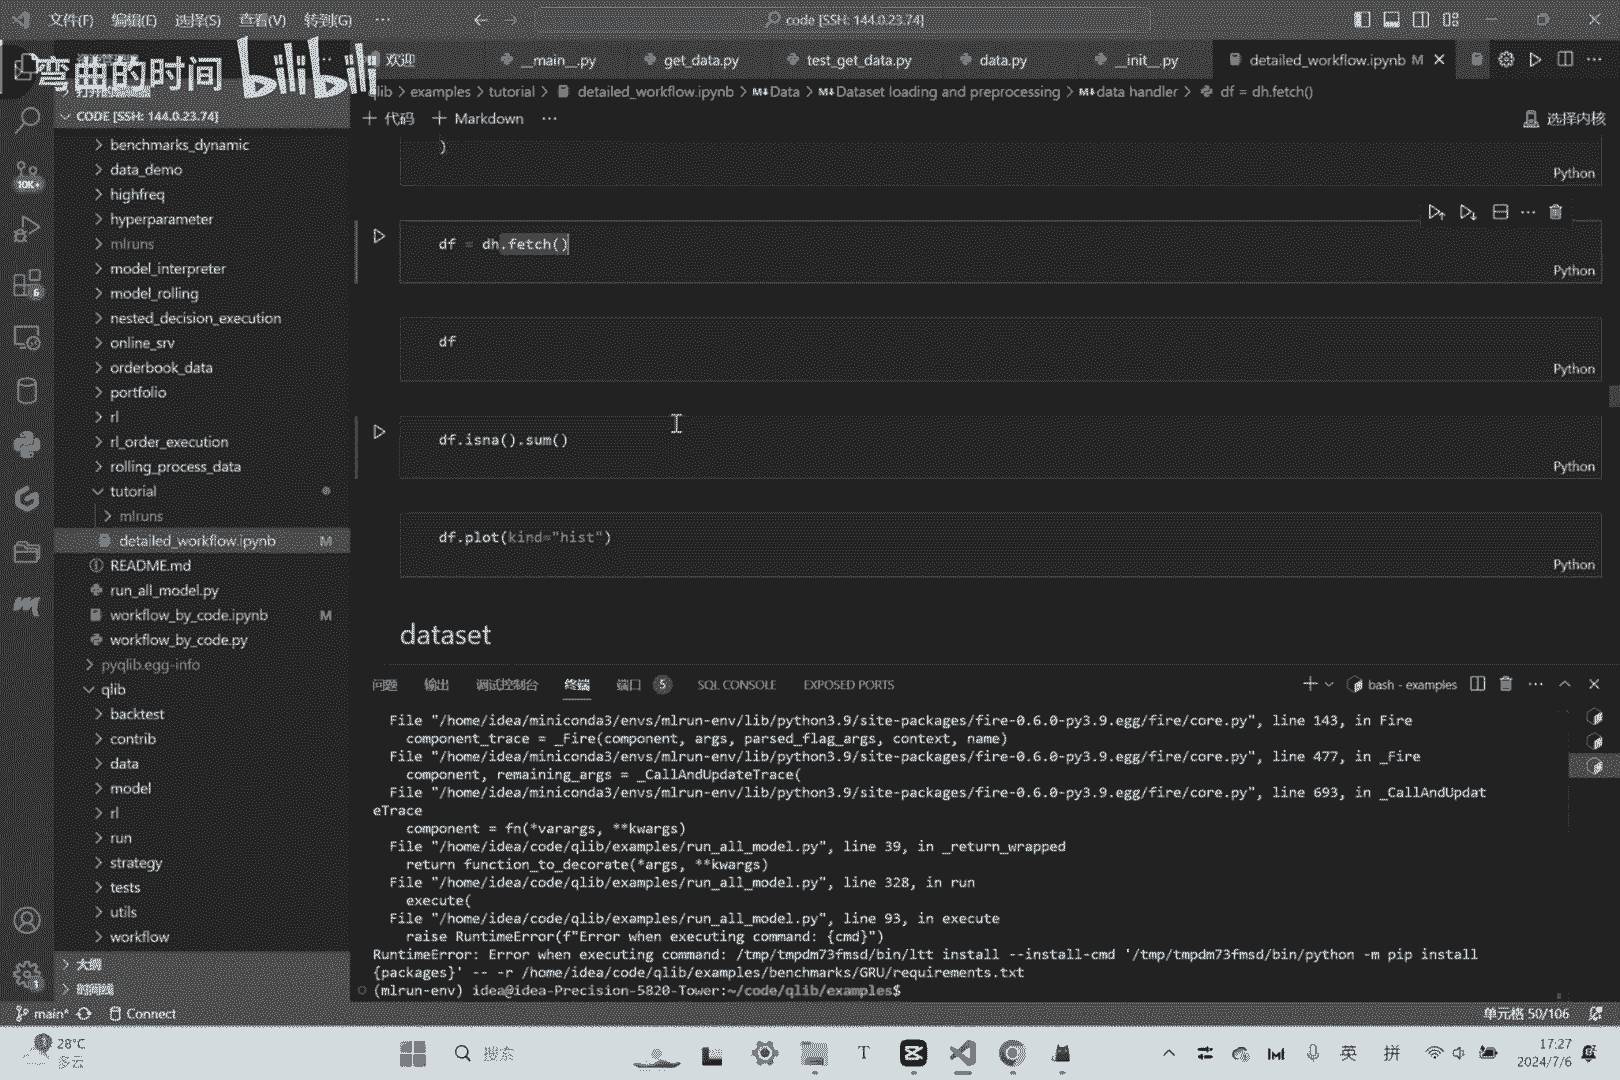 文件(F) 编辑(E) 选择(S) 查看(V) 转到(G) ··· code [SSH: 144.0.23.74]
弯曲的时间 bilibili
欢迎 __main__.py get_data.py test_get_data.py data.py __init__.py detailed_workflow.ipynb M
qlib > examples > tutorial > detailed_workflow.ipynb > M↓Data > M↓Dataset loading and preprocessing > M↓data handler > df = dh.fetch()
CODE [SSH: 144.0.23.74]
+ 代码 + Markdown ··· 选择内核
benchmarks_dynamic
data_demo
highfreq
hyperparameter
mlruns
model_interpreter
model_rolling
nested_decision_execution
online_srv
orderbook_data
portfolio
rl
rl_order_execution
rolling_process_data
tutorial
mlruns
detailed_workflow.ipynb M
README.md
run_all_model.py
workflow_by_code.ipynb M
workflow_by_code.py
pyqlib.egg-info
qlib
backtest
contrib
data
model
rl
run
strategy
tests
utils
workflow
大纲
时间线
10K+
6
1
)
Python
df = dh.fetch()
Python
df
Python
df.isna().sum()
Python
df.plot(kind="hist")
Python
dataset
问题 输出 调试控制台 终端 端口 5 SQL CONSOLE EXPOSED PORTS bash - examples
File "/home/idea/miniconda3/envs/mlrun-env/lib/python3.9/site-packages/fire-0.6.0-py3.9.egg/fire/core.py", line 143, in Fire
component_trace = _Fire(component, args, parsed_flag_args, context, name)
File "/home/idea/miniconda3/envs/mlrun-env/lib/python3.9/site-packages/fire-0.6.0-py3.9.egg/fire/core.py", line 477, in _Fire
component, remaining_args = _CallAndUpdateTrace(
File "/home/idea/miniconda3/envs/mlrun-env/lib/python3.9/site-packages/fire-0.6.0-py3.9.egg/fire/core.py", line 693, in _CallAndUpdat
eTrace
component = fn(*varargs, **kwargs)
File "/home/idea/code/qlib/examples/run_all_model.py", line 39, in _return_wrapped
return function_to_decorate(*args, **kwargs)
File "/home/idea/code/qlib/examples/run_all_model.py", line 328, in run
execute(
File "/home/idea/code/qlib/examples/run_all_model.py", line 93, in execute
raise RuntimeError(f"Error when executing command: {cmd}")
RuntimeError: Error when executing command: /tmp/tmpdm73fmsd/bin/ltt install --install-cmd '/tmp/tmpdm73fmsd/bin/python -m pip install
{packages}' -- -r /home/idea/code/qlib/examples/benchmarks/GRU/requirements.txt
(mlrun-env) idea@idea-Precision-5820-Tower:~/code/qlib/examples$
main* Connect 单元格 50/106
28°C
多云
搜索
英 拼
17:27
2024/7/6